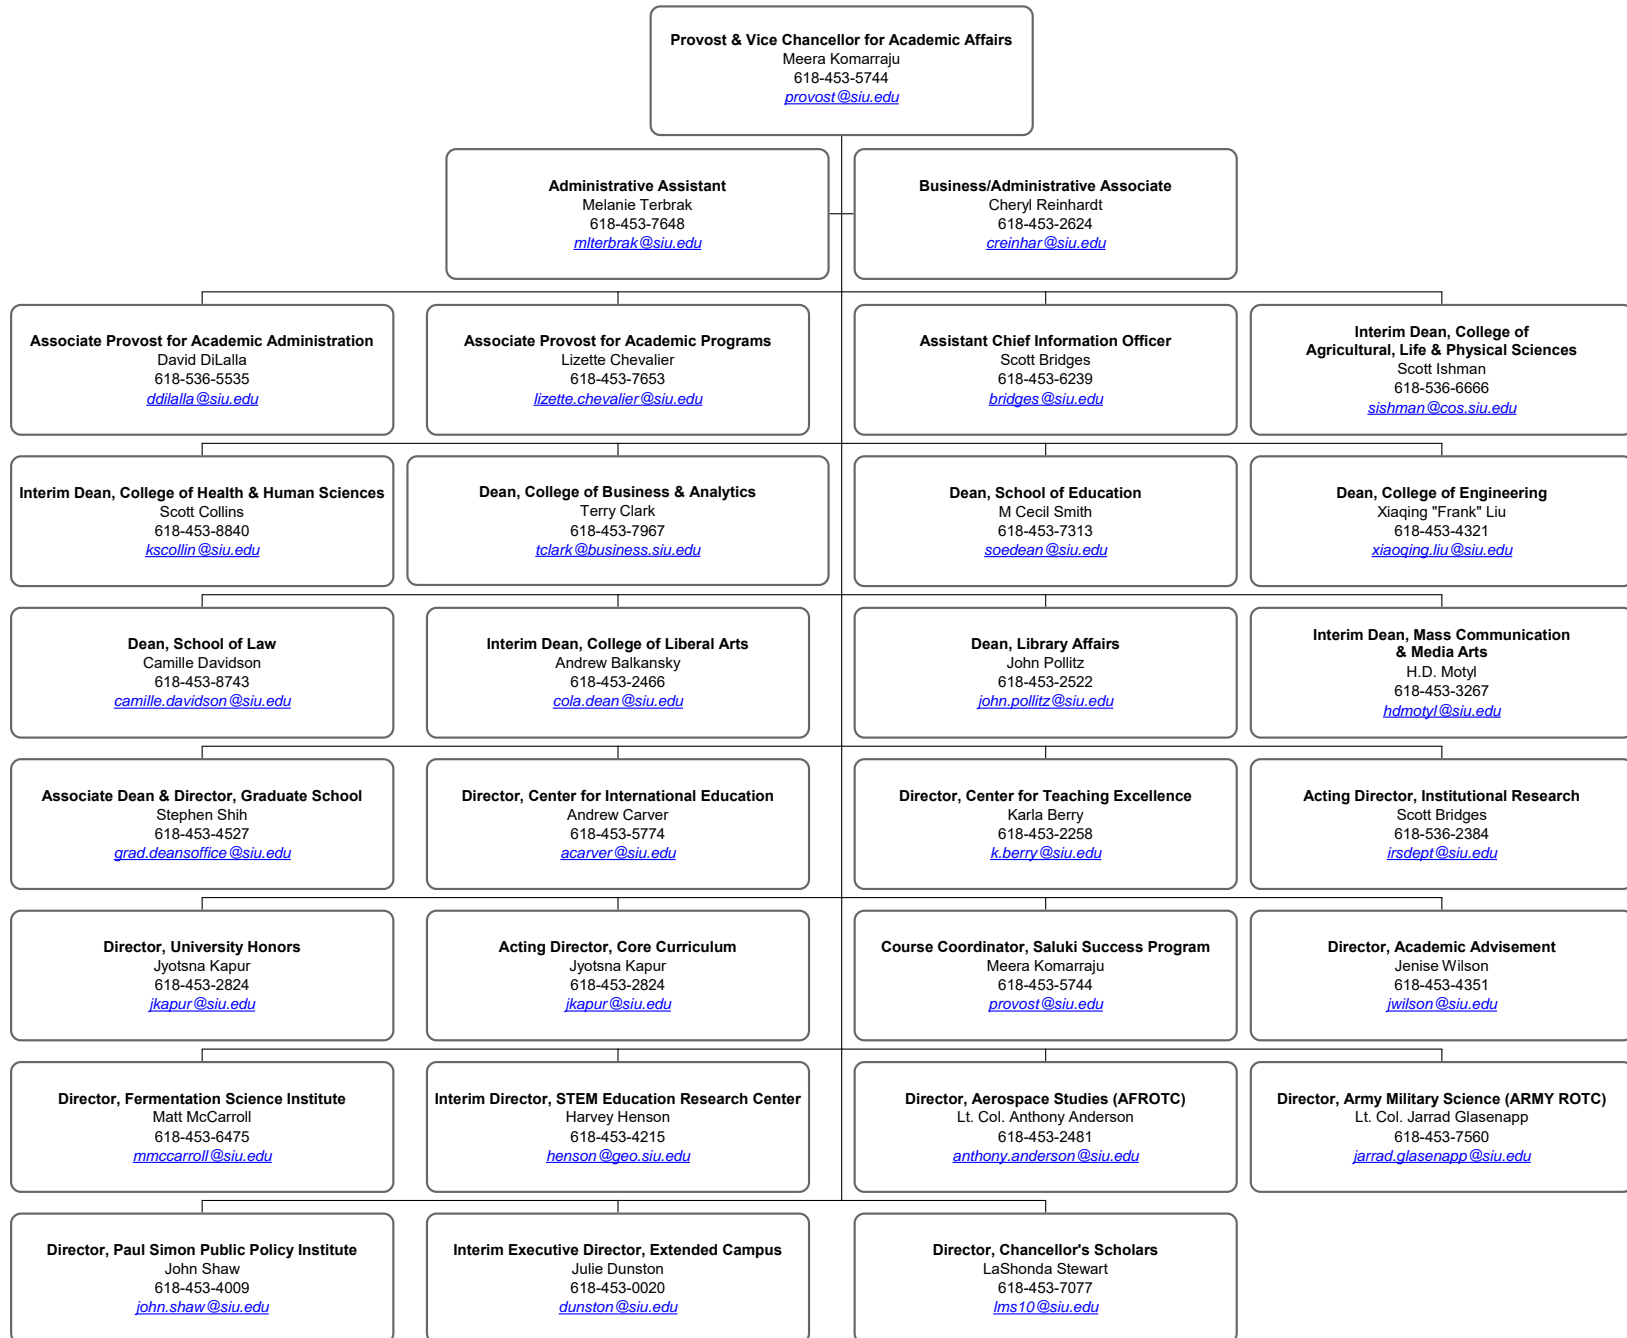 Provost & Vice Chancellor for Academic Affairs
Meera Komarraju
618-453-5744
provost@siu.edu
Administrative Assistant
Melanie Terbrak
618-453-7648
mlterbrak@siu.edu
Business/Administrative Associate
Cheryl Reinhardt
618-453-2624
creinhar@siu.edu
Associate Provost for Academic Administration
David DiLalla
618-536-5535
ddilalla@siu.edu
Associate Provost for Academic Programs
Lizette Chevalier
618-453-7653
lizette.chevalier@siu.edu
Assistant Chief Information Officer
Scott Bridges
618-453-6239
bridges@siu.edu
Interim Dean, College of
Agricultural, Life & Physical Sciences
Scott Ishman
618-536-6666
sishman@cos.siu.edu
Interim Dean, College of Health & Human Sciences
Scott Collins
618-453-8840
kscollin@siu.edu
Dean, College of Business & Analytics
Terry Clark
618-453-7967
tclark@business.siu.edu
Dean, School of Education
M Cecil Smith
618-453-7313
soedean@siu.edu
Dean, College of Engineering
Xiaqing "Frank" Liu
618-453-4321
xiaoqing.liu@siu.edu
Dean, School of Law
Camille Davidson
618-453-8743
camille.davidson@siu.edu
Interim Dean, College of Liberal Arts
Andrew Balkansky
618-453-2466
cola.dean@siu.edu
Dean, Library Affairs
John Pollitz
618-453-2522
john.pollitz@siu.edu
Interim Dean, Mass Communication
& Media Arts
H.D. Motyl
618-453-3267
hdmotyl@siu.edu
Associate Dean & Director, Graduate School
Stephen Shih
618-453-4527
grad.deansoffice@siu.edu
Director, Center for International Education
Andrew Carver
618-453-5774
acarver@siu.edu
Director, Center for Teaching Excellence
Karla Berry
618-453-2258
k.berry@siu.edu
Acting Director, Institutional Research
Scott Bridges
618-536-2384
irsdept@siu.edu
Director, University Honors
Jyotsna Kapur
618-453-2824
jkapur@siu.edu
Acting Director, Core Curriculum
Jyotsna Kapur
618-453-2824
jkapur@siu.edu
Course Coordinator, Saluki Success Program
Meera Komarraju
618-453-5744
provost@siu.edu
Director, Academic Advisement
Jenise Wilson
618-453-4351
jwilson@siu.edu
Director, Fermentation Science Institute
Matt McCarroll
618-453-6475
mmccarroll@siu.edu
Interim Director, STEM Education Research Center
Harvey Henson
618-453-4215
henson@geo.siu.edu
Director, Aerospace Studies (AFROTC)
Lt. Col. Anthony Anderson
618-453-2481
anthony.anderson@siu.edu
Director, Army Military Science (ARMY ROTC)
Lt. Col. Jarrad Glasenapp
618-453-7560
jarrad.glasenapp@siu.edu
Director, Paul Simon Public Policy Institute
John Shaw
618-453-4009
john.shaw@siu.edu
Interim Executive Director, Extended Campus
Julie Dunston
618-453-0020
dunston@siu.edu
Director, Chancellor's Scholars
LaShonda Stewart
618-453-7077
lms10@siu.edu